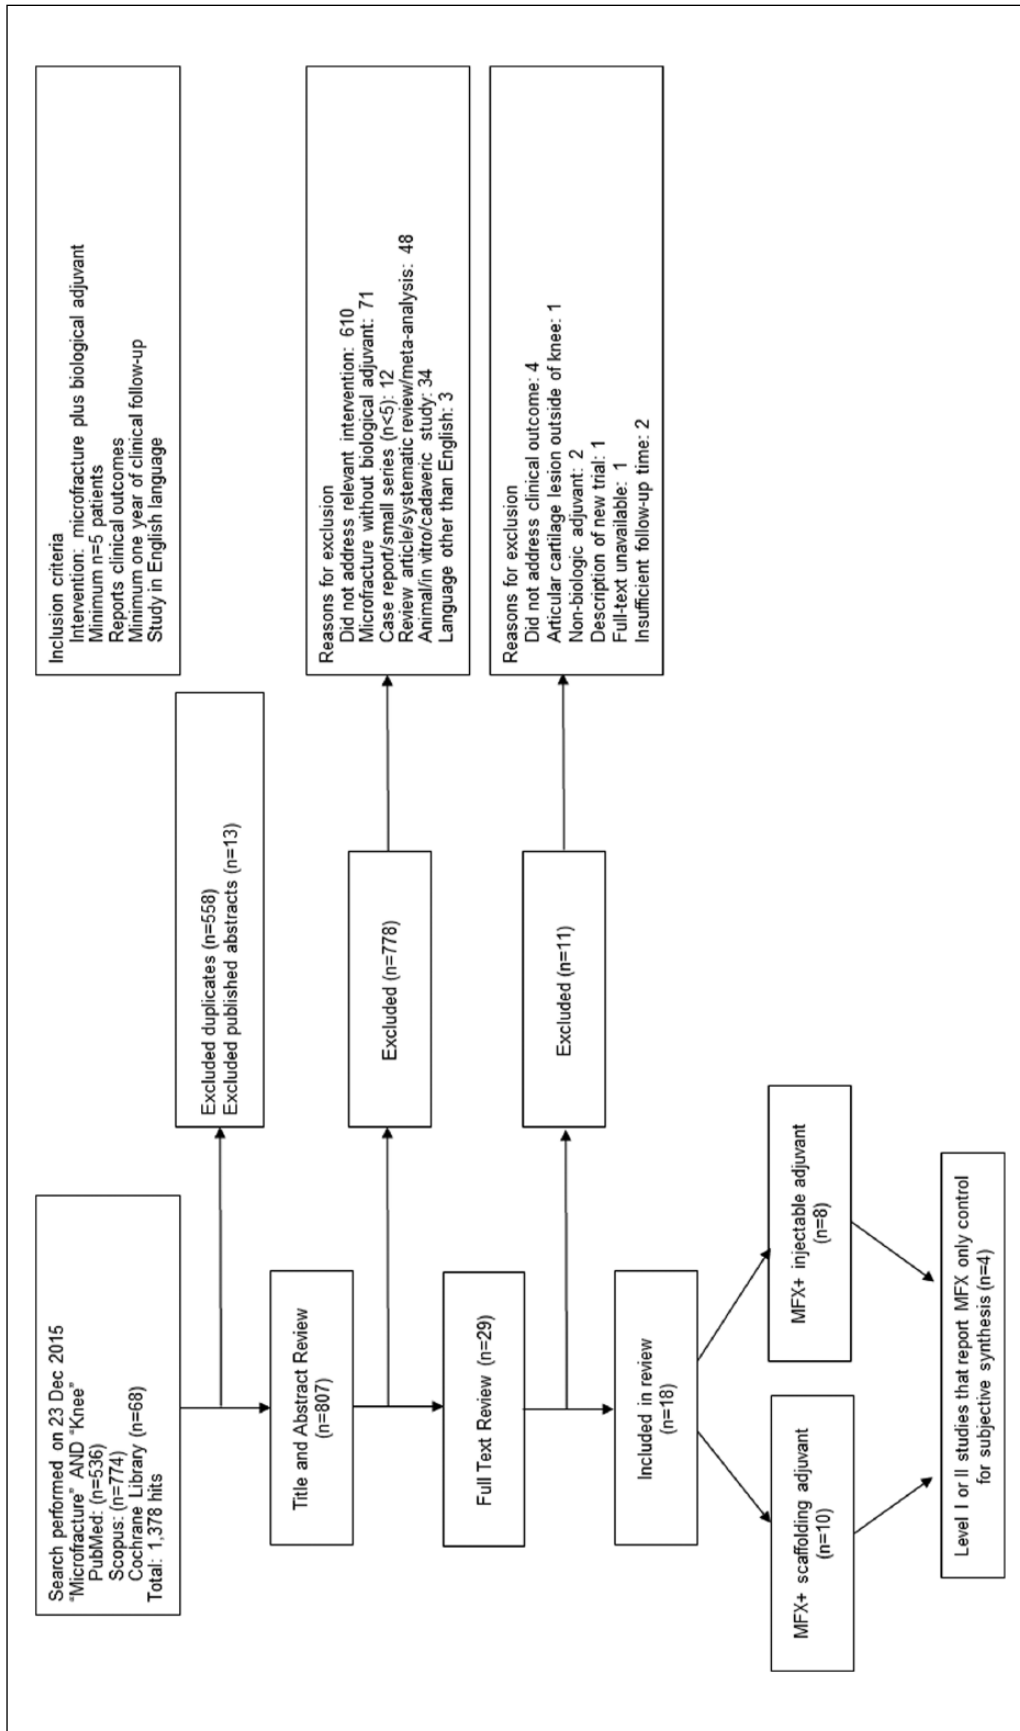 Search performed on 23 Dec 2015
“Microfracture” AND “Knee”
PubMed: (n=536)
Scopus: (n=774)
Cochrane Library (n=68)
Total: 1,378 hits
Inclusion criteria
Intervention: microfracture plus biological adjuvant
Minimum n=5 patients
Reports clinical outcomes
Minimum one year of clinical follow-up
Study in English language
Excluded duplicates (n=558)
Excluded published abstracts (n=13)
Title and Abstract Review
(n=807)
Excluded (n=778)
Reasons for exclusion
Did not address relevant intervention: 610
Microfracture without biological adjuvant: 71
Case report/small series (n<5): 12
Review article/systematic review/meta-analysis: 48
Animal/in vitro/cadaveric study: 34
Language other than English: 3
Full Text Review (n=29)
Excluded (n=11)
Reasons for exclusion
Did not address clinical outcome: 4
Articular cartilage lesion outside of knee: 1
Non-biologic adjuvant: 2
Description of new trial: 1
Full-text unavailable: 1
Insufficient follow-up time: 2
Included in review
(n=18)
MFX+ scaffolding adjuvant
(n=10)
MFX+ injectable adjuvant
(n=8)
Level I or II studies that report MFX only control
for subjective synthesis (n=4)